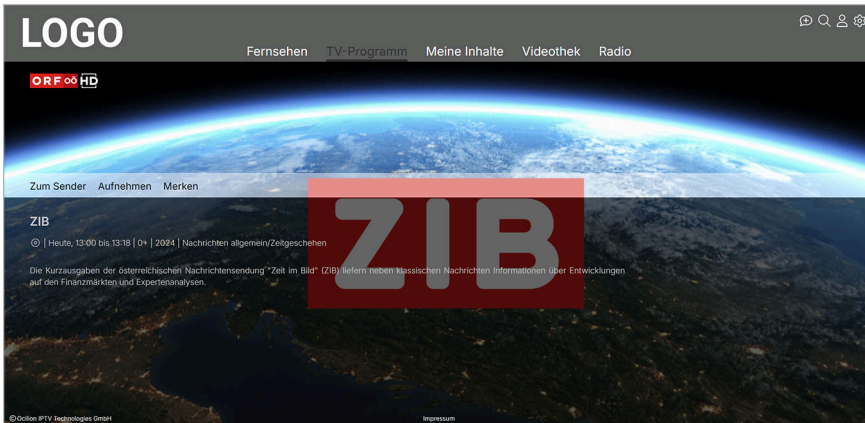 LOGO
Fernsehen TV-Programm Meine Inhalte Videothek Radio
ORF oö HD
Zum Sender Aufnehmen Merken
ZIB
ZIB
| Heute, 13:00 bis 13:18 | 0+ | 2024 | Nachrichten allgemein/Zeitgeschehen
Die Kurzausgaben der österreichischen Nachrichtensendung "Zeit im Bild" (ZIB) liefern neben klassischen Nachrichten Informationen über Entwicklungen
auf den Finanzmärkten und Expertenanalysen.
© Ocilion IPTV Technologies GmbH Impressum